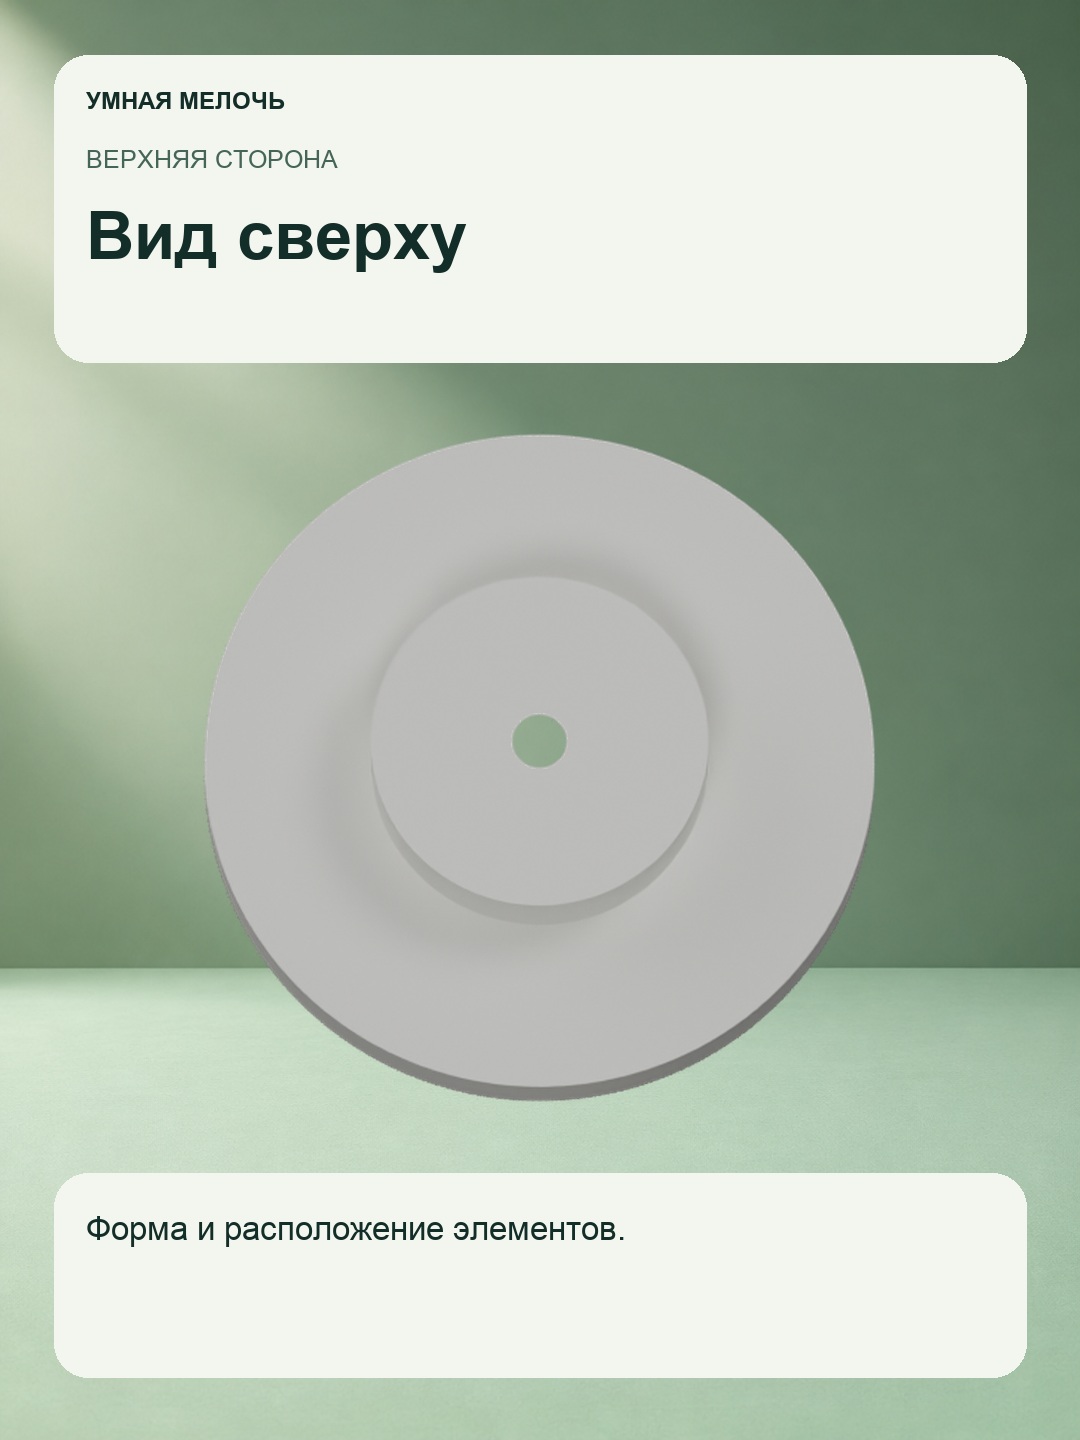 УМНАЯ МЕЛОЧЬ
ВЕРХНЯЯ СТОРОНА
Вид сверху
Форма и расположение элементов.